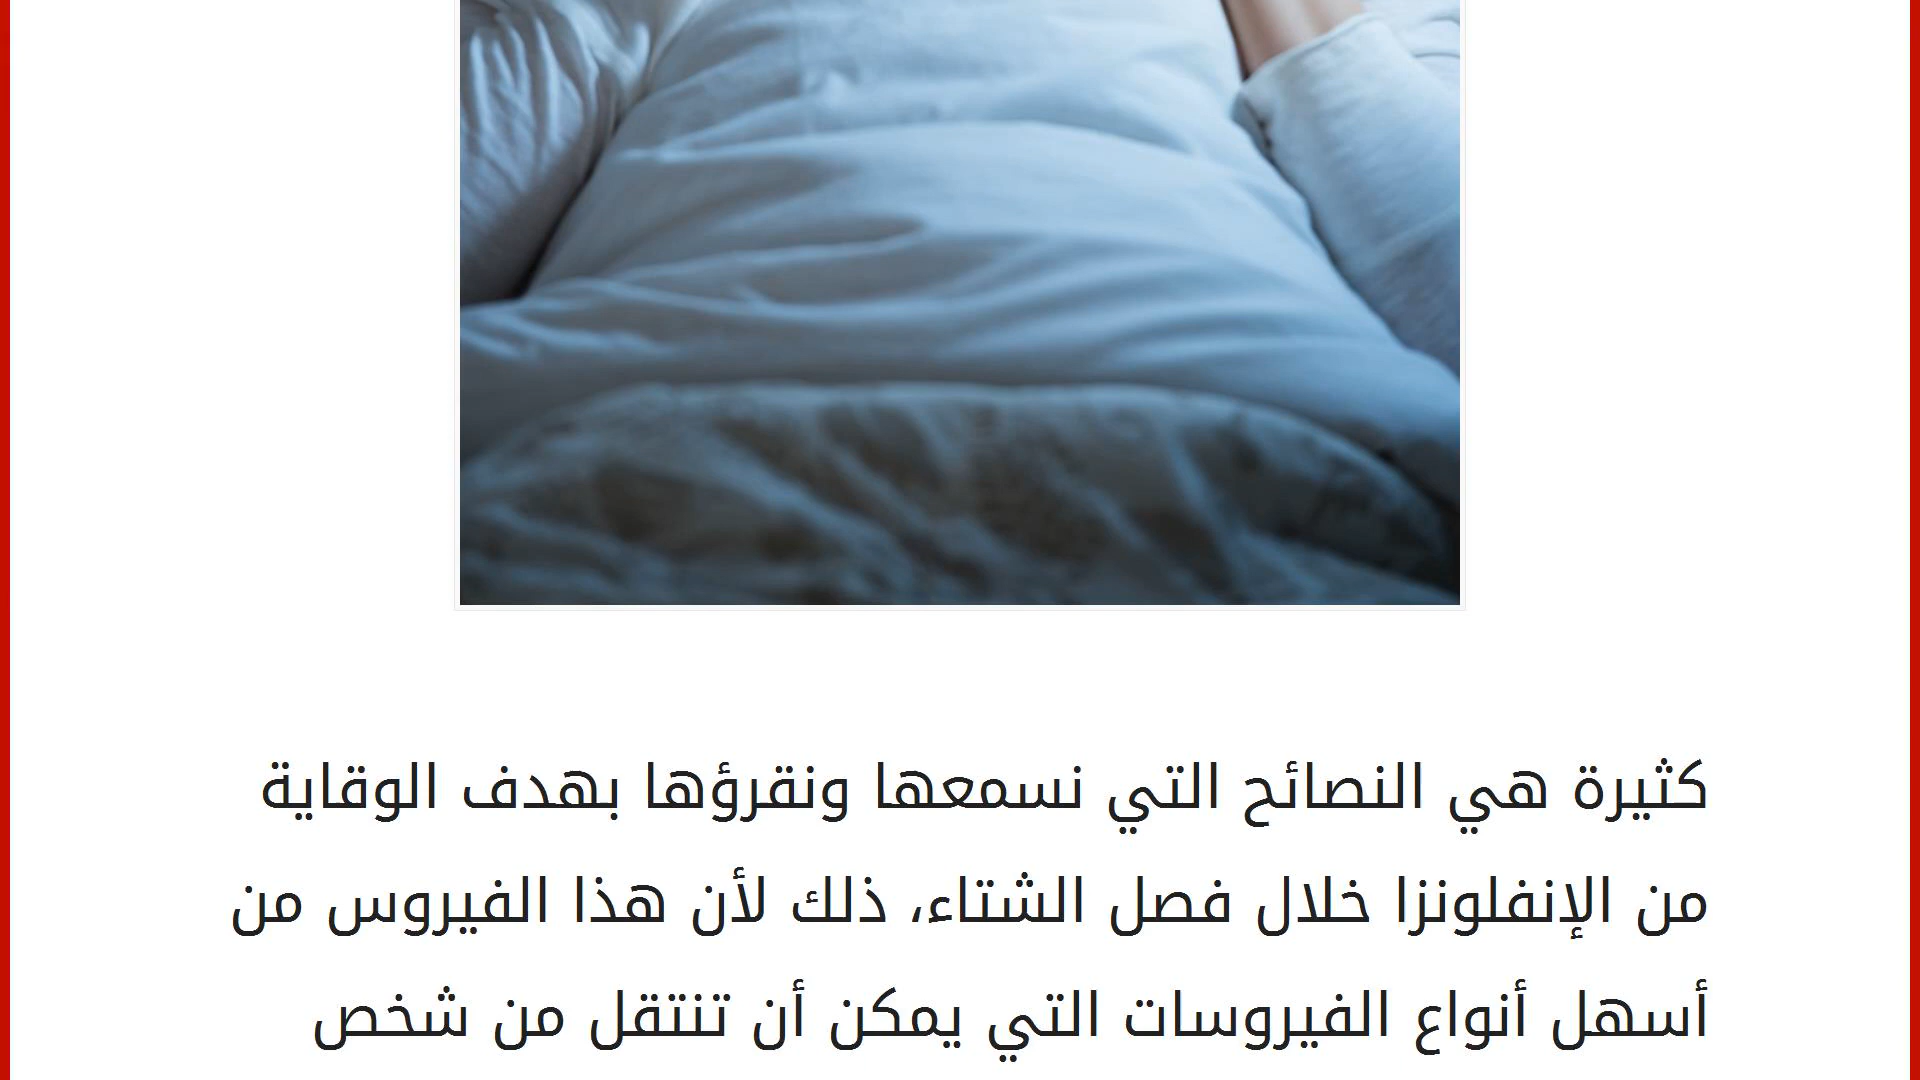 كثيرة هي النصائح التي نسمعها ونقرؤها بهدف الوقاية
من الإنفلونزا خلال فصل الشتاء، ذلك لأن هذا الفيروس من
أسهل أنواع الفيروسات التي يمكن أن تنتقل من شخص